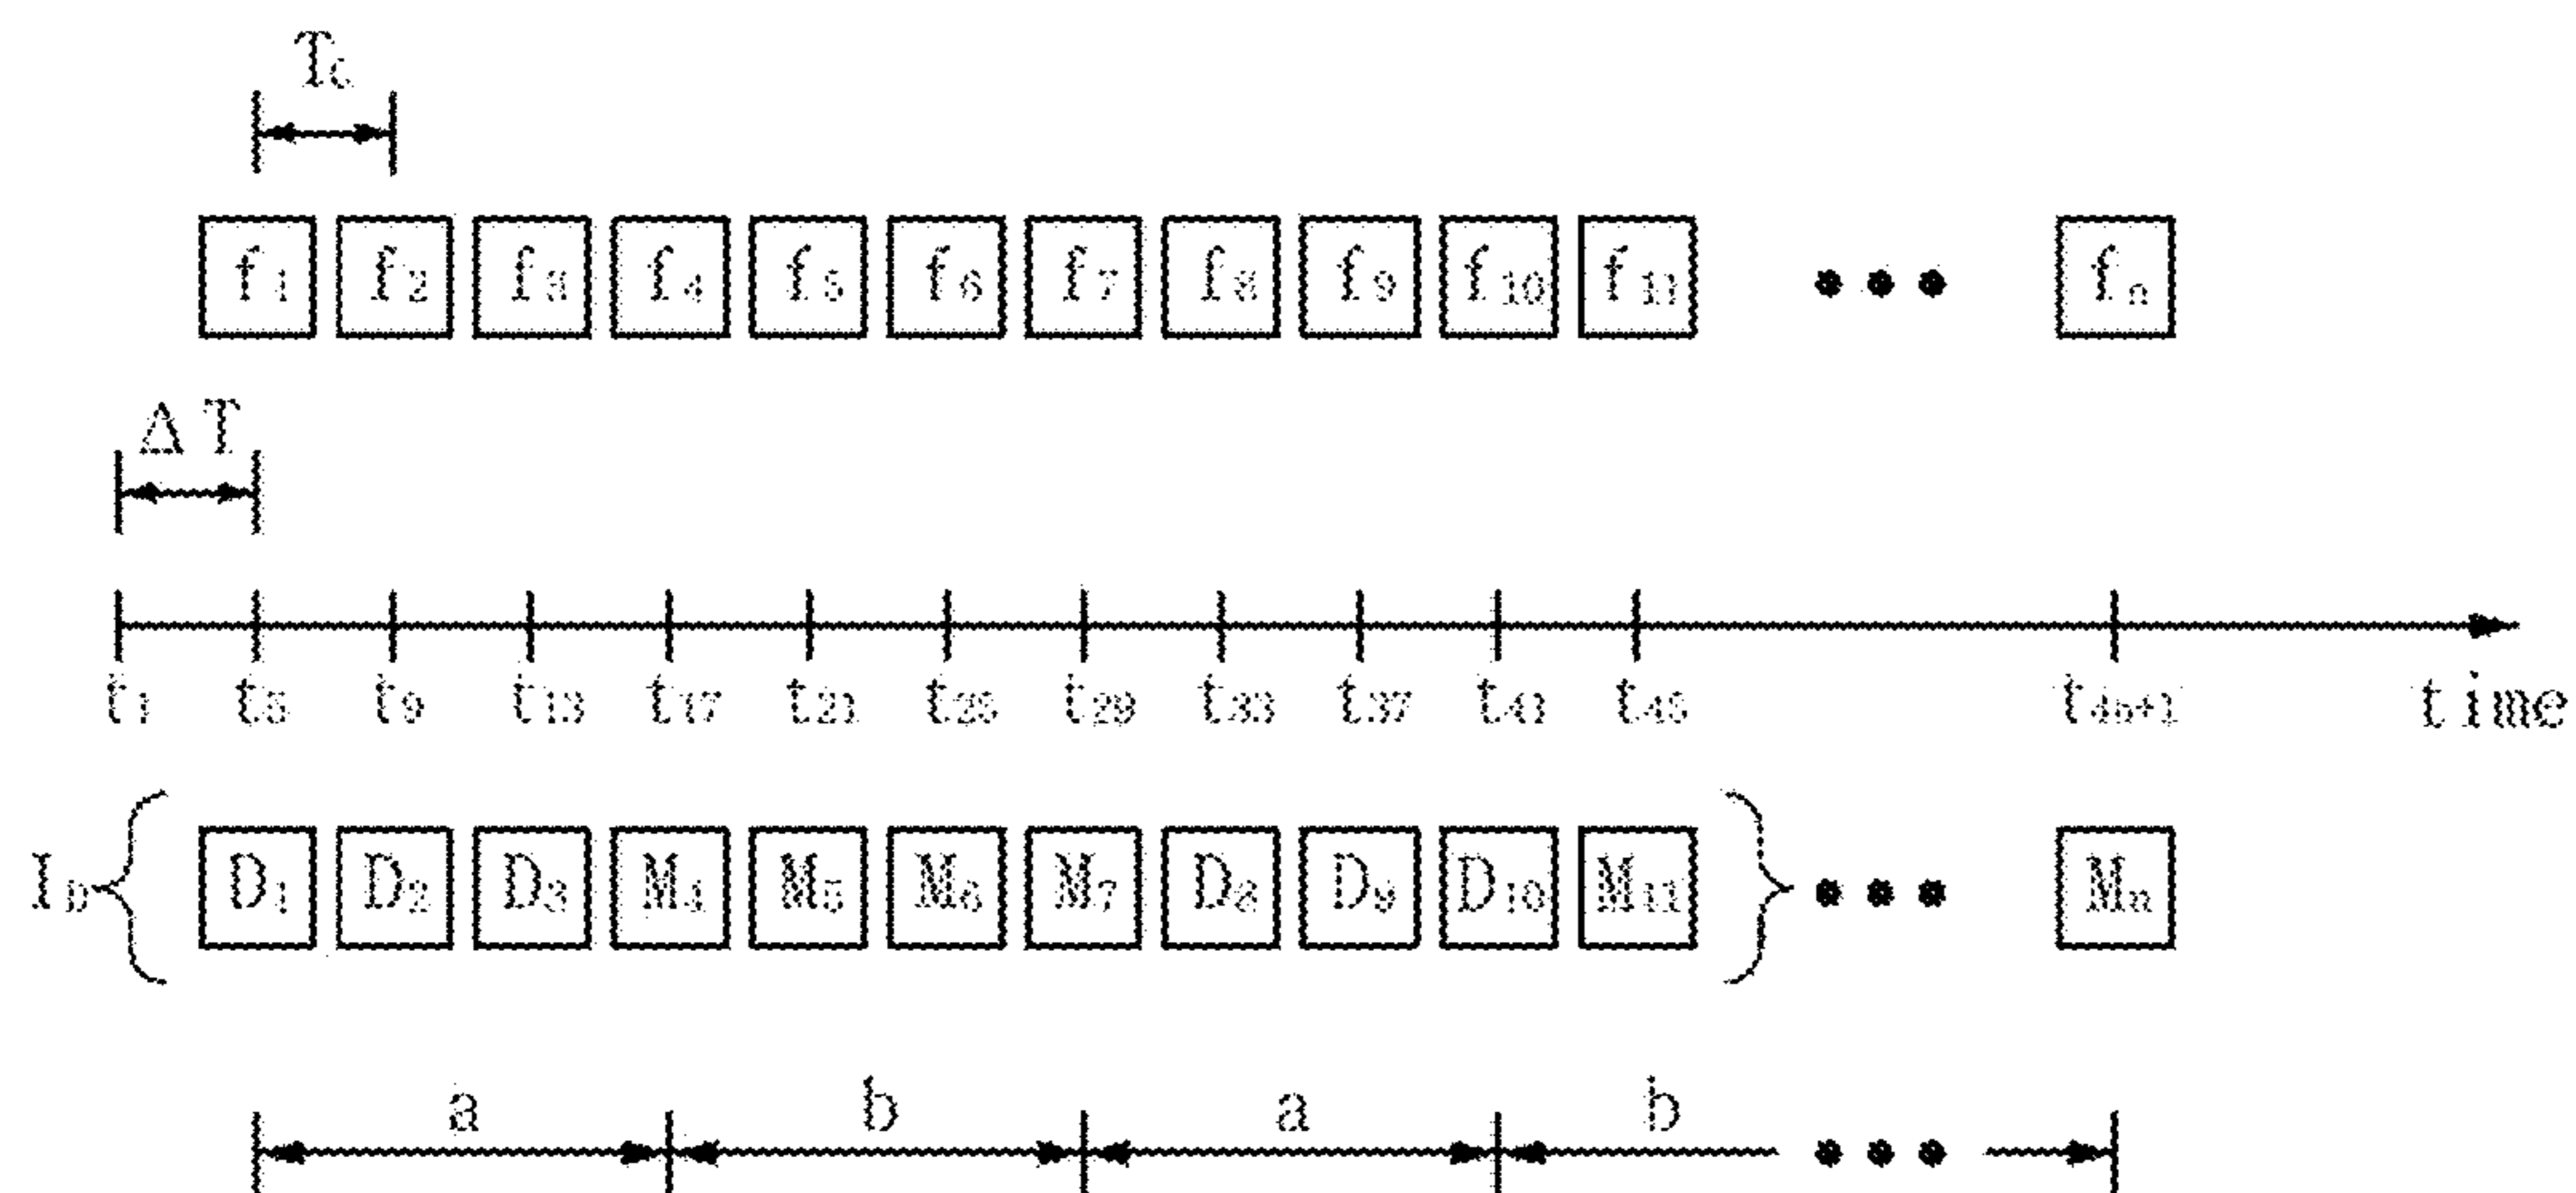 T₀
f₁ f₂ f₃ f₄ f₅ f₆ f₇ f₈ f₉ f₁₀ f₁₁ ••• fₙ
ΔT
t₁ t₅ t₉ t₁₃ t₁₇ t₂₁ t₂₅ t₂₉ t₃₃ t₃₇ t₄₁ t₄₅ t₄ₙ₊₁ time
I_D D₁ D₂ D₃ M₄ M₅ M₆ M₇ D₈ D₉ D₁₀ M₁₁ ••• Mₙ
a b a b •••